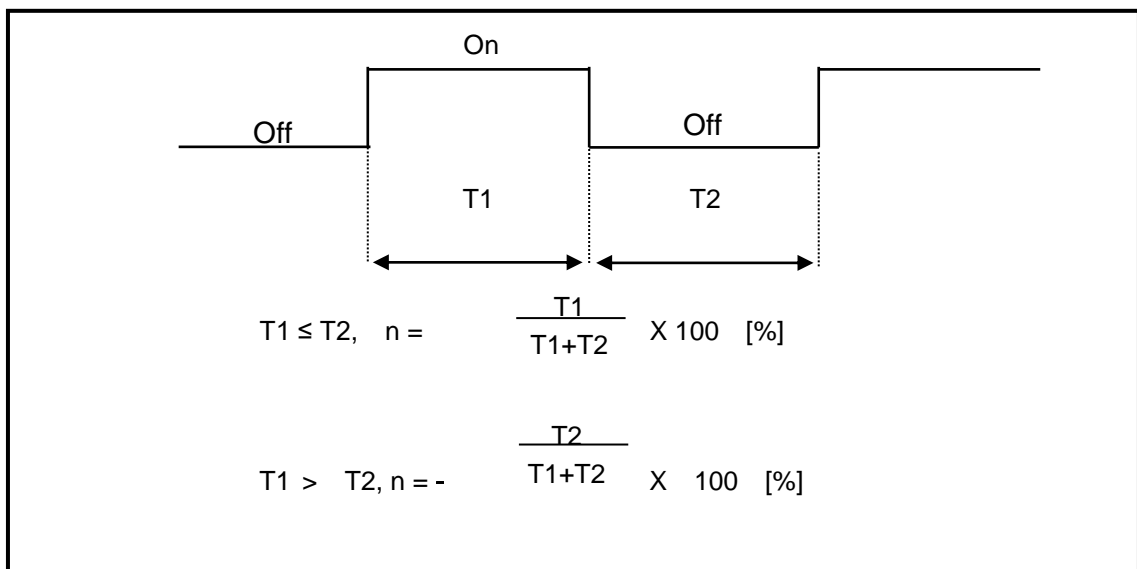 On
Off
Off
T1
T2
T1 ≤ T2, n = T1 / T1+T2 X 100 [%]
T1 > T2, n = - T2 / T1+T2 X 100 [%]